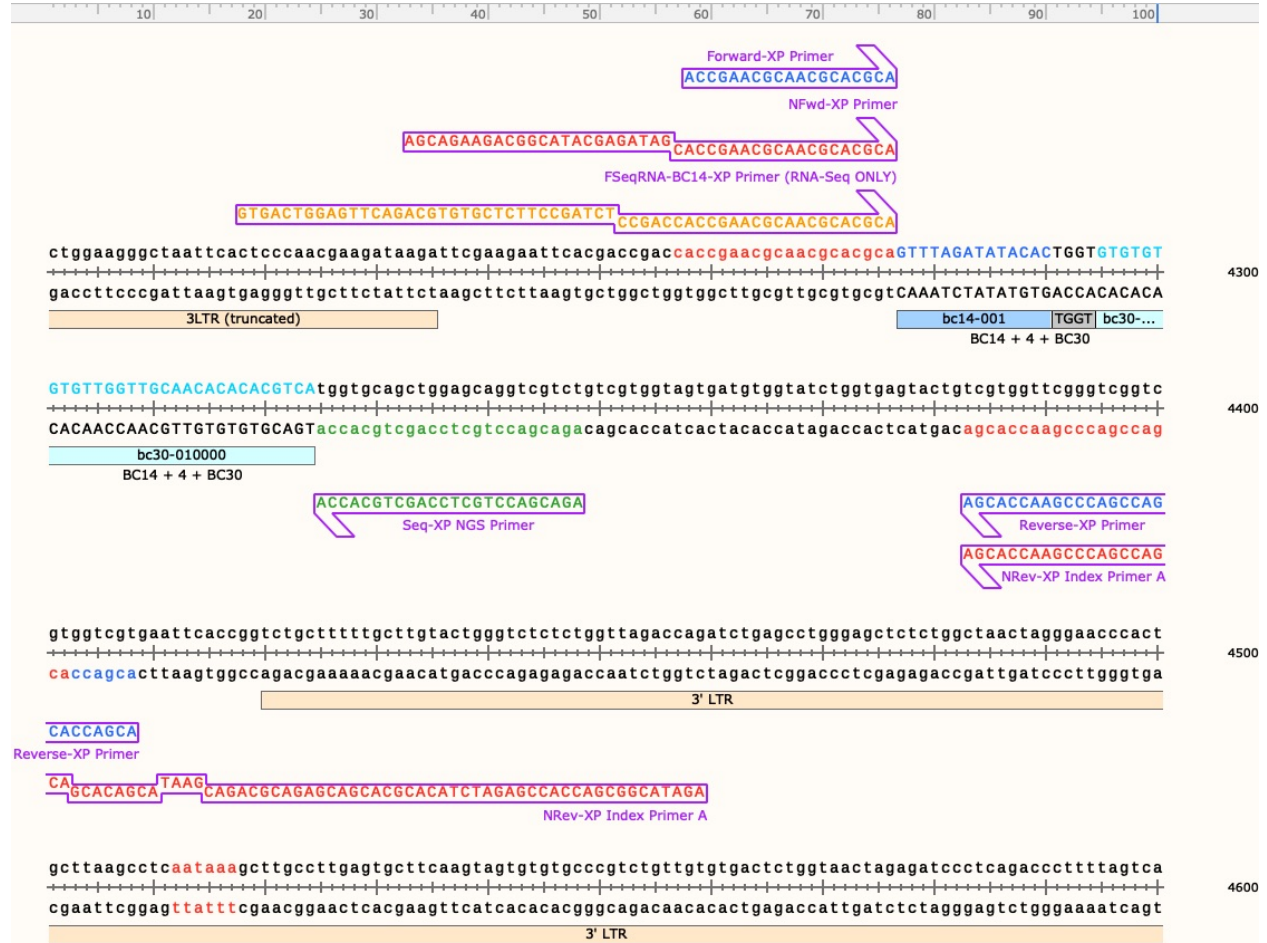 10 20 30 40 50 60 70 80 90 100
Forward-XP Primer
ACCGAACGCAACGCACGCA
NFwd-XP Primer
AGCAGAAGACGGCATACGAGATAG
CACCGAACGCAACGCACGCA
FSeqRNA-BC14-XP Primer (RNA-Seq ONLY)
GTGACTGGAGTTCAGACGTGTGCTCTTCCGATCT
CCGACCACCGAACGCAACGCACGCA
ctggaagggctaattcactcccaacgaagataagattcgaagaattcacgaccgaccaccgaacgcaacgcacgcaGTTTAGATATACACTGGTGTGTGT
4300
gaccttcccgattaagtgagggttgcttctattctaagcttcttaagtgctggctggtggcttgcgttgcgtgcgtCAAATCTATATGTGACCACACACA
3LTR (truncated) bc14-001 TGGT bc30-...
BC14 + 4 + BC30
GTGTTGGTTGCAACACACACGTCAtggtgcagctggagcaggtcgtctgtcgtggtagtgatgtggtatctggtgagtactgtcgtggttcgggtcggtc
4400
CACAACCAACGTTGTGTGTGCAGTaccacgtcgacctcgtccagcagacagcaccatcactacaccatagaccactcatgacagcaccaagcccagccag
bc30-010000
BC14 + 4 + BC30
ACCACGTCGACCTCGTCCAGCAGA AGCACCAAGCCCAGCCAG
Seq-XP NGS Primer Reverse-XP Primer
AGCACCAAGCCCAGCCAG
NRev-XP Index Primer A
gtggtcgtgaattcaccggtctgctttttgcttgtactgggtctctctggttagaccagatctgagcctgggagctctctggctaactagggaacccact
4500
caccagcacttaagtggccagacgaaaaacgaacatgacccagagagaccaatctggtctagactcggaccctcgagagaccgattgatcccttgggtga
3' LTR
CACCAGCA
Reverse-XP Primer
CA TAAG
GCACAGCA CAGACGCAGAGCAGCACGCACATCTAGAGCCACCAGCGGCATAGA
NRev-XP Index Primer A
gcttaagcctcaataaagcttgccttgagtgcttcaagtagtgtgtgcccgtctgttgtgtgactctggtaactagagatccctcagacccttttagtca
4600
cgaattcggagttatttcgaacggaactcacgaagttcatcacacacgggcagacaacacactgagaccattgatctctagggagtctgggaaaatcagt
3' LTR